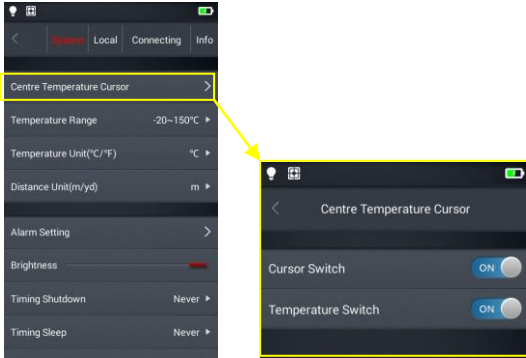 System Local Connecting Info
Centre Temperature Cursor
Temperature Range -20~150℃
Temperature Unit(℃/℉) ℃
Distance Unit(m/yd) m
Alarm Setting
Brightness
Timing Shutdown Never
Timing Sleep Never
Centre Temperature Cursor
Cursor Switch ON
Temperature Switch ON